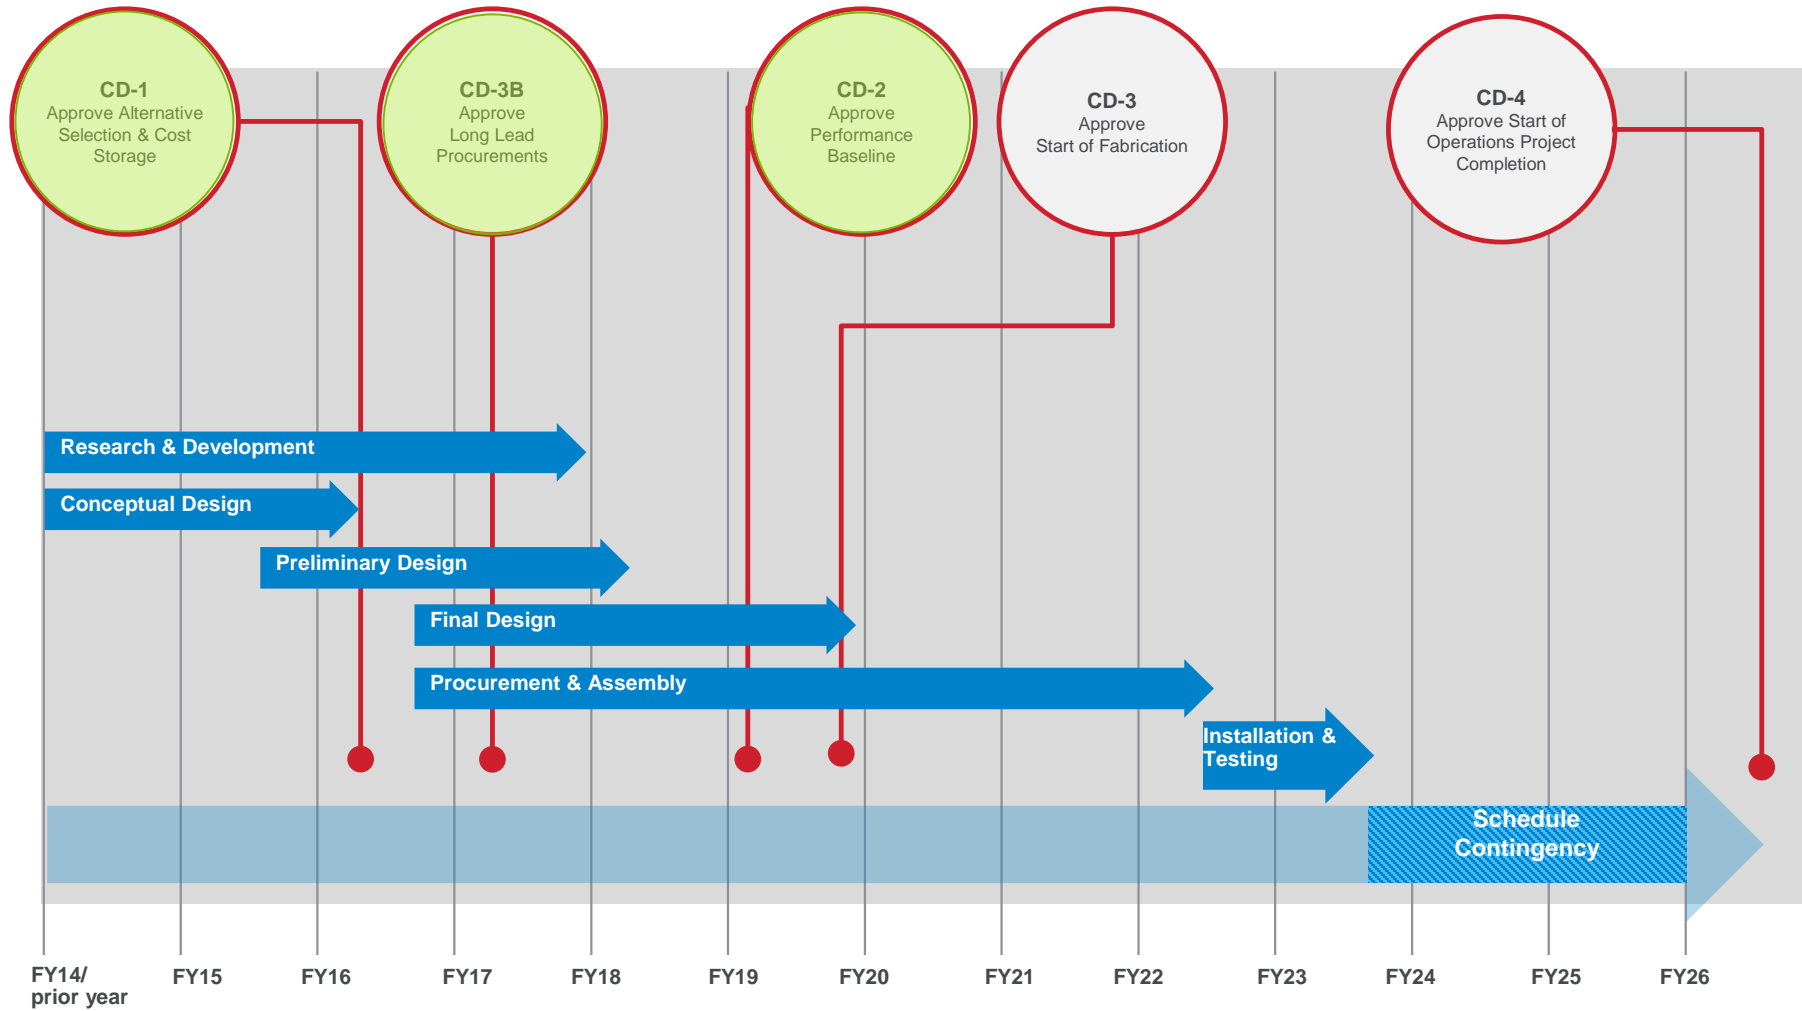 CD-1
Approve Alternative
Selection & Cost
Storage
CD-3B
Approve
Long Lead
Procurements
CD-2
Approve
Performance
Baseline
CD-3
Approve
Start of Fabrication
CD-4
Approve Start of
Operations Project
Completion
Research & Development
Conceptual Design
Preliminary Design
Final Design
Procurement & Assembly
Installation &
Testing
Schedule
Contingency
FY14/
prior year
FY15
FY16
FY17
FY18
FY19
FY20
FY21
FY22
FY23
FY24
FY25
FY26